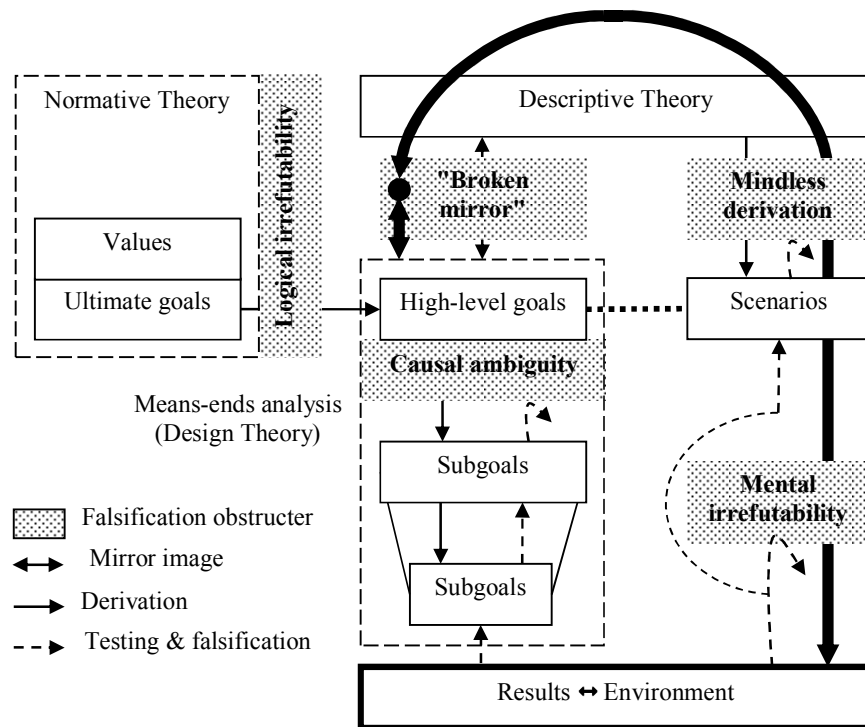 Normative Theory
Logical irrefutability
Values
Ultimate goals
Descriptive Theory
"Broken
mirror"
Mindless
derivation
High-level goals
Scenarios
Causal ambiguity
Means-ends analysis
(Design Theory)
Subgoals
Subgoals
Mental
irrefutability
Falsification obstructer
Mirror image
Derivation
Testing & falsification
Results ↔ Environment